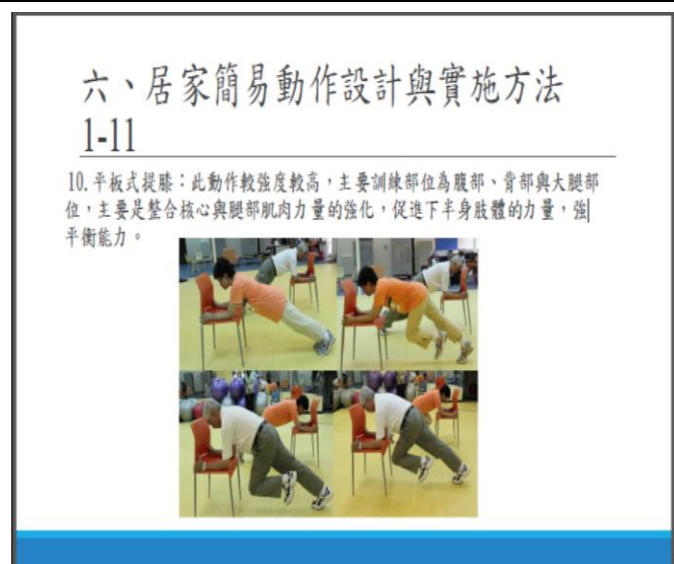 六、居家簡易動作設計與實施方法
1-11
10.平板式提膝：此動作較強度較高，主要訓練部位為腹部、背部與大腿部
位，主要是整合核心與腿部肌肉力量的強化，促進下半身肢體的力量，強
平衡能力。